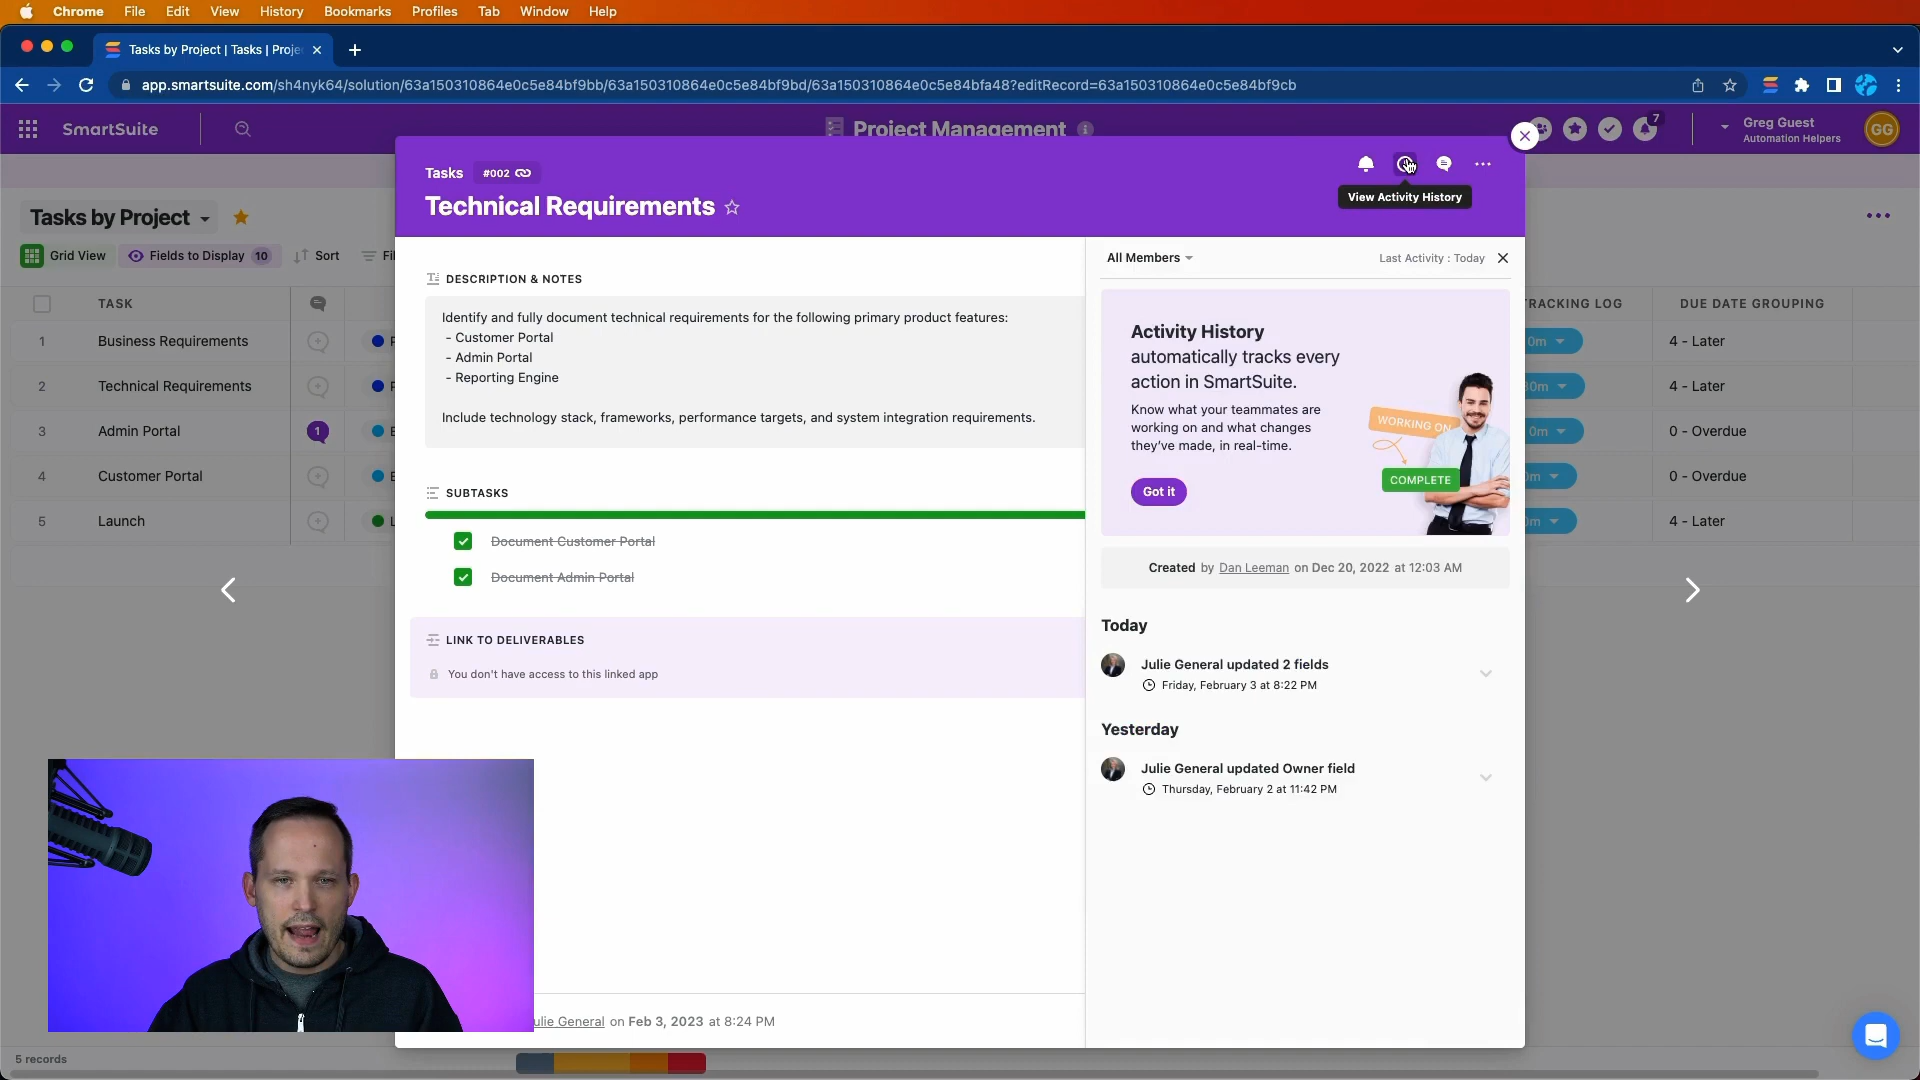 Chrome File Edit View History Bookmarks Profiles Tab Window Help
Tasks by Project | Tasks | Proje
app.smartsuite.com/sh4nyk64/solution/63a150310864e0c5e84bf9bb/63a150310864e0c5e84bf9bd/63a150310864e0c5e84bfa48?editRecord=63a150310864e0c5e84bf9cb
SmartSuite
Project Management
7
Greg Guest
Automation Helpers
GG
Tasks #002
View Activity History
Technical Requirements
Tasks by Project
Grid View Fields to Display 10 Sort Fil
TASK
TRACKING LOG DUE DATE GROUPING
1 Business Requirements 0m 4 - Later
2 Technical Requirements 4 - Later
3 Admin Portal 1 0m 0 - Overdue
4 Customer Portal 0 - Overdue
5 Launch 4 - Later
DESCRIPTION & NOTES
Identify and fully document technical requirements for the following primary product features:
- Customer Portal
- Admin Portal
- Reporting Engine
Include technology stack, frameworks, performance targets, and system integration requirements.
SUBTASKS
Document Customer Portal
Document Admin Portal
LINK TO DELIVERABLES
You don't have access to this linked app
ulie General on Feb 3, 2023 at 8:24 PM
All Members Last Activity : Today
Activity History
automatically tracks every
action in SmartSuite.
Know what your teammates are
working on and what changes
they've made, in real-time.
Got it
WORKING ON
COMPLETE
Created by Dan Leeman on Dec 20, 2022 at 12:03 AM
Today
Julie General updated 2 fields
Friday, February 3 at 8:22 PM
Yesterday
Julie General updated Owner field
Thursday, February 2 at 11:42 PM
5 records